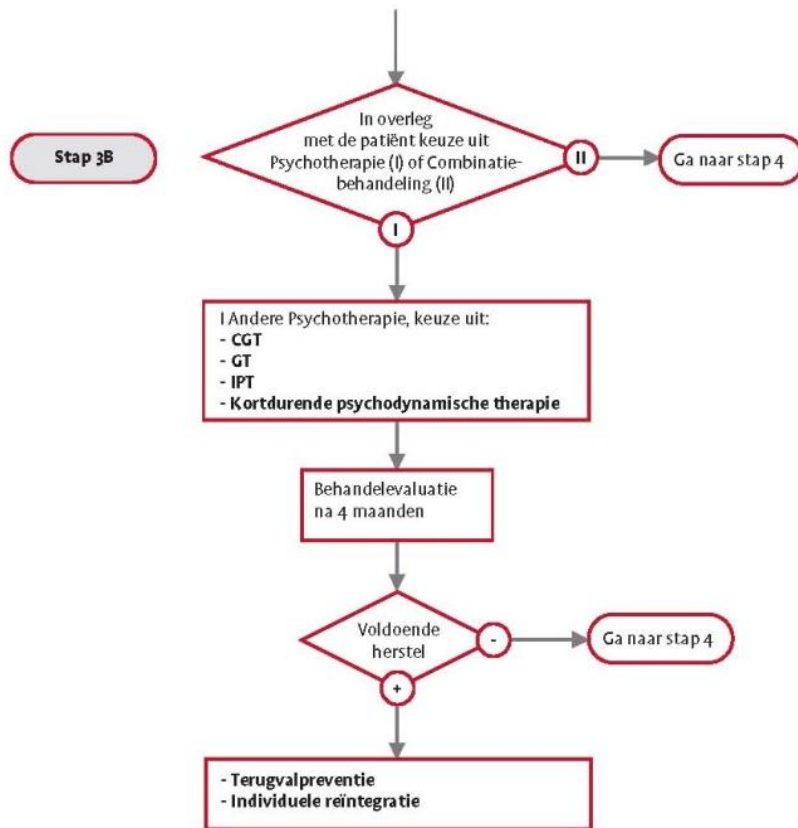 In overleg
met de patiënt keuze uit
Psychotherapie (I) of Combinatie-
behandeling (II)
Stap 3B
II
Ga naar stap 4
I
I Andere Psychotherapie, keuze uit:
- CGT
- GT
- IPT
- Kortdurende psychodynamische therapie
Behandelevaluatie
na 4 maanden
Voldoende
herstel
-
Ga naar stap 4
+
- Terugvalpreventie
- Individuele reïntegratie